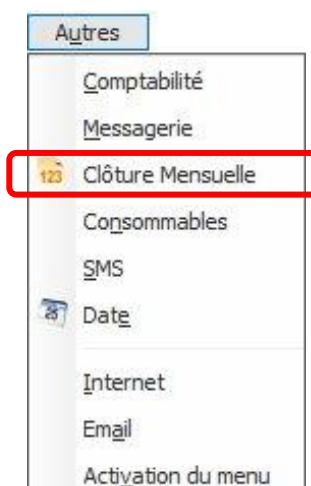 Autres
Comptabilité
Messagerie
123 Clôture Mensuelle
Consommables
SMS
Date
Internet
Email
Activation du menu